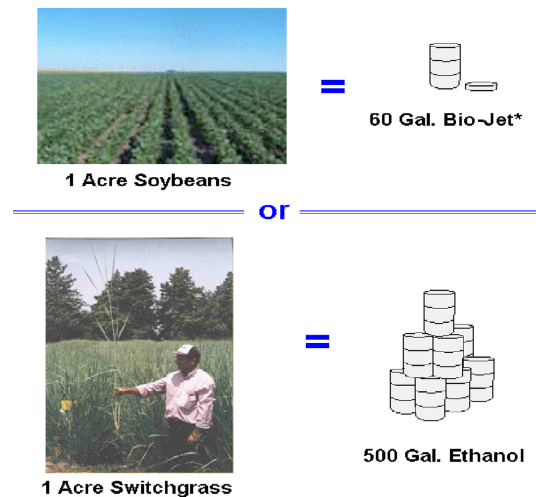 =
60 Gal. Bio-Jet*
1 Acre Soybeans
or
=
500 Gal. Ethanol
1 Acre Switchgrass